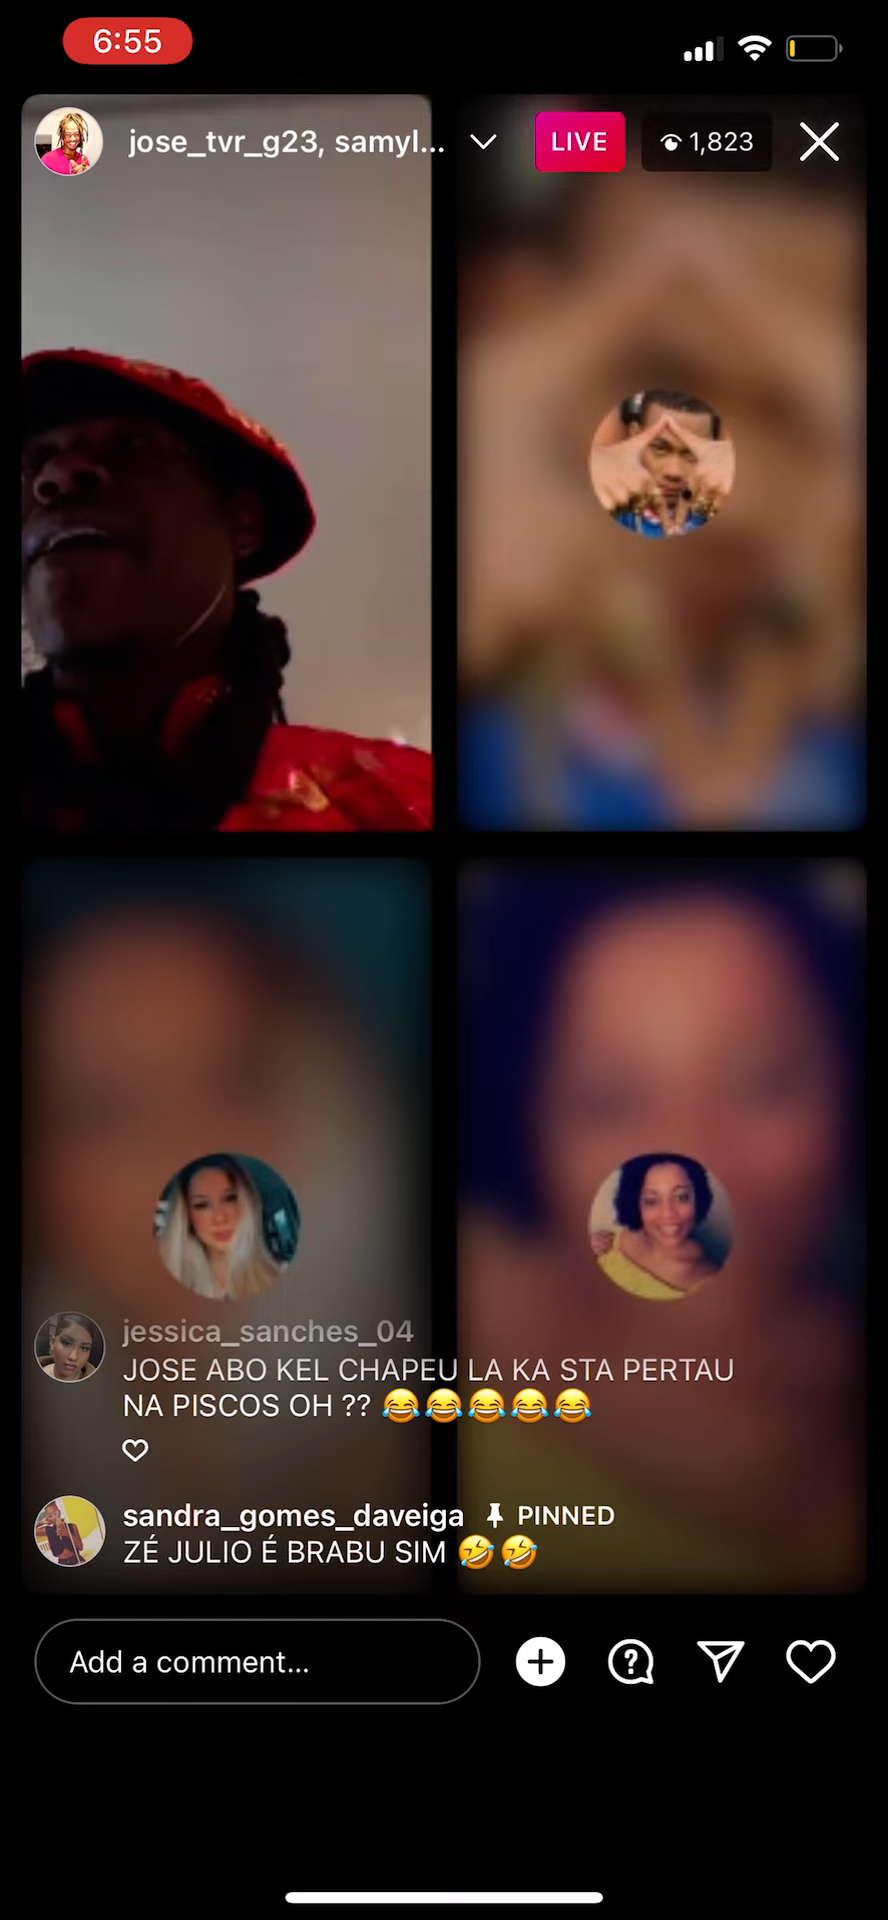 6:55
jose_tvr_g23, samyl...
LIVE
1,823
jessica_sanches_04
JOSE ABO KEL CHAPEU LA KA STA PERTAU
NA PISCOS OH ?? 😂😂😂😂😂
sandra_gomes_daveiga PINNED
ZÉ JULIO É BRABU SIM 🤣🤣
Add a comment...